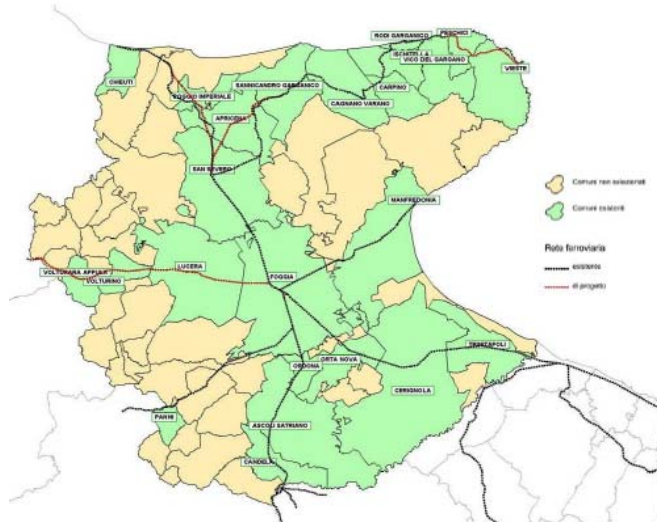 RODI GARGANICO
PESCHICI
ISCHITELLA
VICO DEL GARGANO
VIESTE
CHIEUTI
SANNICANDRO GARGANICO
POGGIO IMPERIALE
CARPINO
CAGNANO VARANO
APRICENA
SAN SEVERO
MANFREDONIA
Comuni non selezionati
Comuni esistenti
Rete ferroviaria
esistente
di progetto
LUCERA
VOLTURARA APPULA
VOLTURINO
FOGGIA
TRINITAPOLI
ORTA NOVA
ORDONA
CERIGNOLA
PANNI
ASCOLI SATRIANO
CANDELA